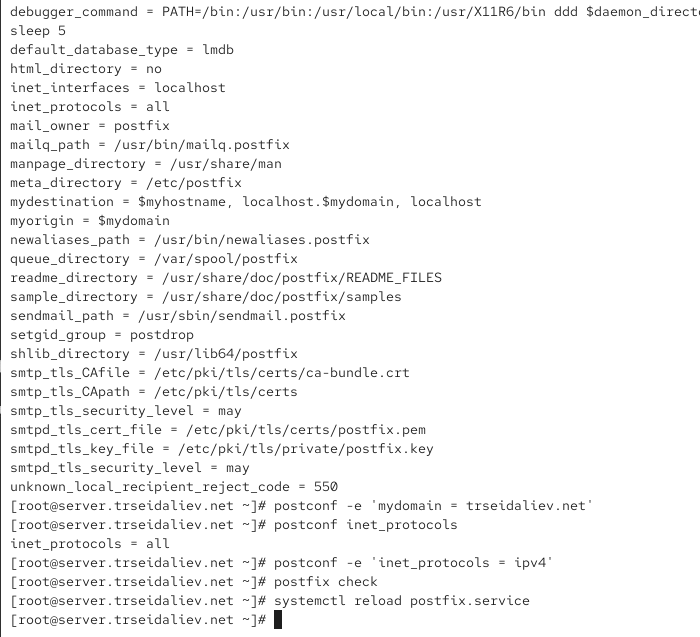 debugger_command = PATH=/bin:/usr/bin:/usr/local/bin:/usr/X11R6/bin ddd $daemon_direct
sleep 5
default_database_type = lmdb
html_directory = no
inet_interfaces = localhost
inet_protocols = all
mail_owner = postfix
mailq_path = /usr/bin/mailq.postfix
manpage_directory = /usr/share/man
meta_directory = /etc/postfix
mydestination = $myhostname, localhost.$mydomain, localhost
myorigin = $mydomain
newaliases_path = /usr/bin/newaliases.postfix
queue_directory = /var/spool/postfix
readme_directory = /usr/share/doc/postfix/README_FILES
sample_directory = /usr/share/doc/postfix/samples
sendmail_path = /usr/sbin/sendmail.postfix
setgid_group = postdrop
shlib_directory = /usr/lib64/postfix
smtp_tls_CAfile = /etc/pki/tls/certs/ca-bundle.crt
smtp_tls_CApath = /etc/pki/tls/certs
smtp_tls_security_level = may
smtpd_tls_cert_file = /etc/pki/tls/certs/postfix.pem
smtpd_tls_key_file = /etc/pki/tls/private/postfix.key
smtpd_tls_security_level = may
unknown_local_recipient_reject_code = 550
[root@server.trseidaliev.net ~]# postconf -e 'mydomain = trseidaliev.net'
[root@server.trseidaliev.net ~]# postconf inet_protocols
inet_protocols = all
[root@server.trseidaliev.net ~]# postconf -e 'inet_protocols = ipv4'
[root@server.trseidaliev.net ~]# postfix check
[root@server.trseidaliev.net ~]# systemctl reload postfix.service
[root@server.trseidaliev.net ~]#